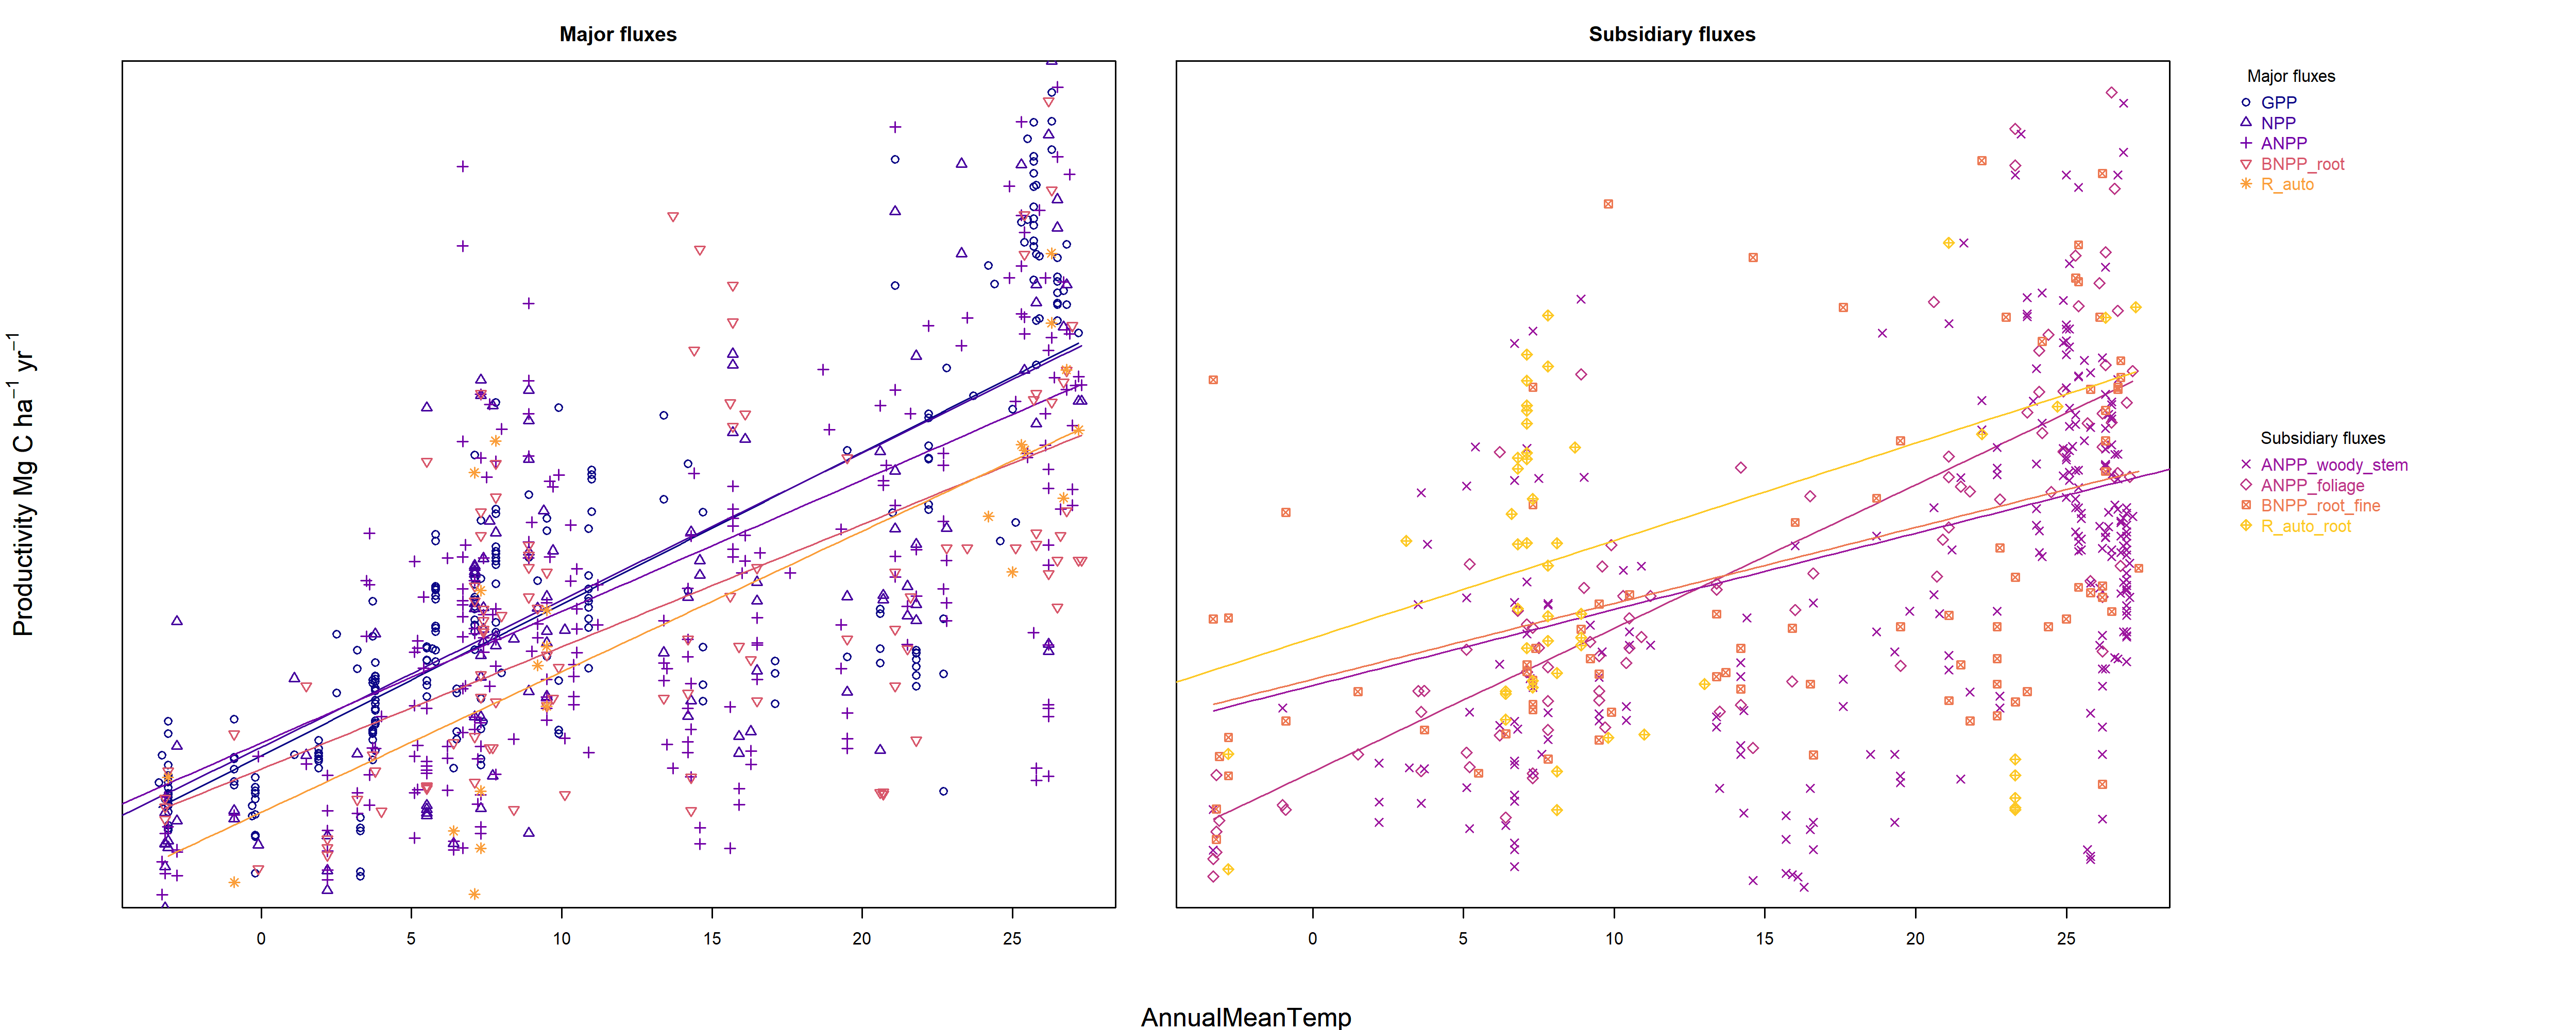 Major fluxes
Subsidiary fluxes
Productivity Mg C ha⁻¹ yr⁻¹
0 5 10 15 20 25
0 5 10 15 20 25
AnnualMeanTemp
Major fluxes
GPP
NPP
ANPP
BNPP_root
R_auto
Subsidiary fluxes
ANPP_woody_stem
ANPP_foliage
BNPP_root_fine
R_auto_root